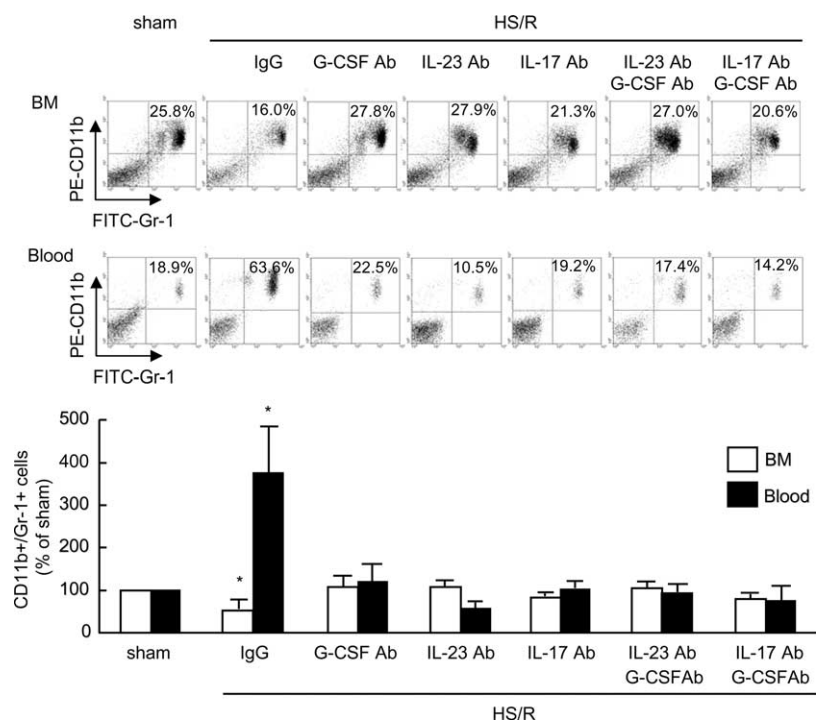 sham HS/R
IgG G-CSF Ab IL-23 Ab IL-17 Ab IL-23 Ab IL-17 Ab
G-CSF Ab G-CSF Ab
BM
25.8% 16.0% 27.8% 27.9% 21.3% 27.0% 20.6%
PE-CD11b
FITC-Gr-1
Blood
18.9% 63.6% 22.5% 10.5% 19.2% 17.4% 14.2%
PE-CD11b
FITC-Gr-1
CD11b+/Gr-1+ cells
(% of sham)
500
400
300
200
100
0
* *
BM
Blood
sham IgG G-CSF Ab IL-23 Ab IL-17 Ab IL-23 Ab IL-17 Ab
G-CSFAb G-CSFAb
HS/R